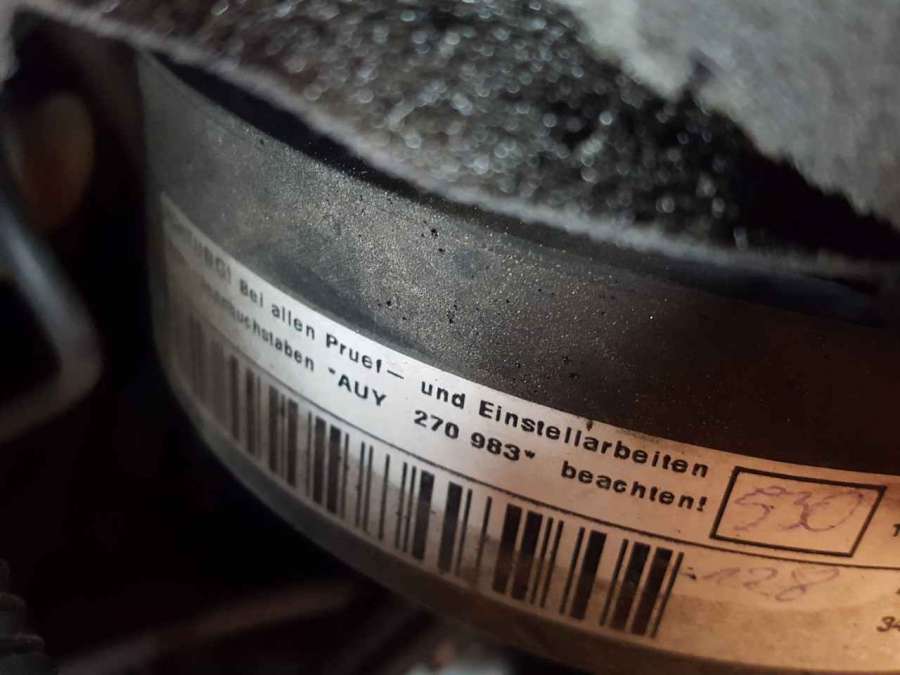 Bei allen Pruef- und Einstellarbeiten
"AUY 270 983" beachten!
530
128